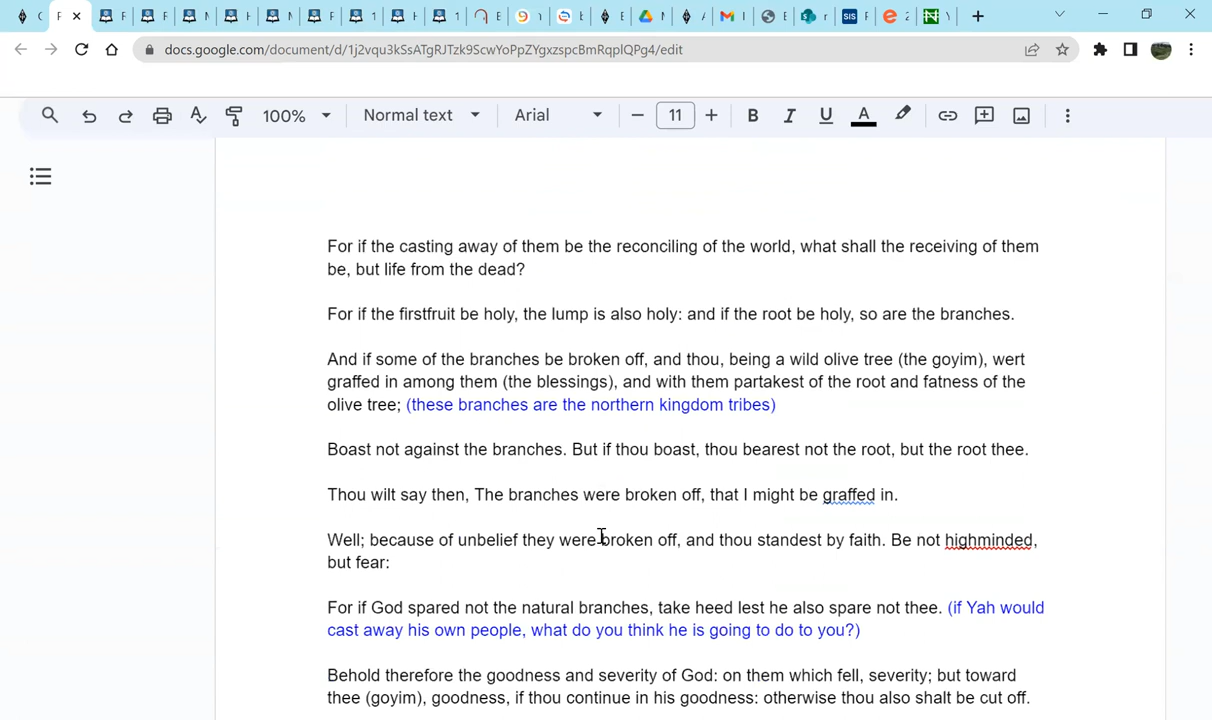 docs.google.com/document/d/1j2vqu3kSsATgRJTzk9ScwYoPpZYgxzspcBmRqplQPg4/edit
100% Normal text Arial 11 B I U A
For if the casting away of them be the reconciling of the world, what shall the receiving of them
be, but life from the dead?
For if the firstfruit be holy, the lump is also holy: and if the root be holy, so are the branches.
And if some of the branches be broken off, and thou, being a wild olive tree (the goyim), wert
graffed in among them (the blessings), and with them partakest of the root and fatness of the
olive tree; (these branches are the northern kingdom tribes)
Boast not against the branches. But if thou boast, thou bearest not the root, but the root thee.
Thou wilt say then, The branches were broken off, that I might be graffed in.
Well; because of unbelief they were broken off, and thou standest by faith. Be not highminded,
but fear:
For if God spared not the natural branches, take heed lest he also spare not thee. (if Yah would
cast away his own people, what do you think he is going to do to you?)
Behold therefore the goodness and severity of God: on them which fell, severity; but toward
thee (goyim), goodness, if thou continue in his goodness: otherwise thou also shalt be cut off.